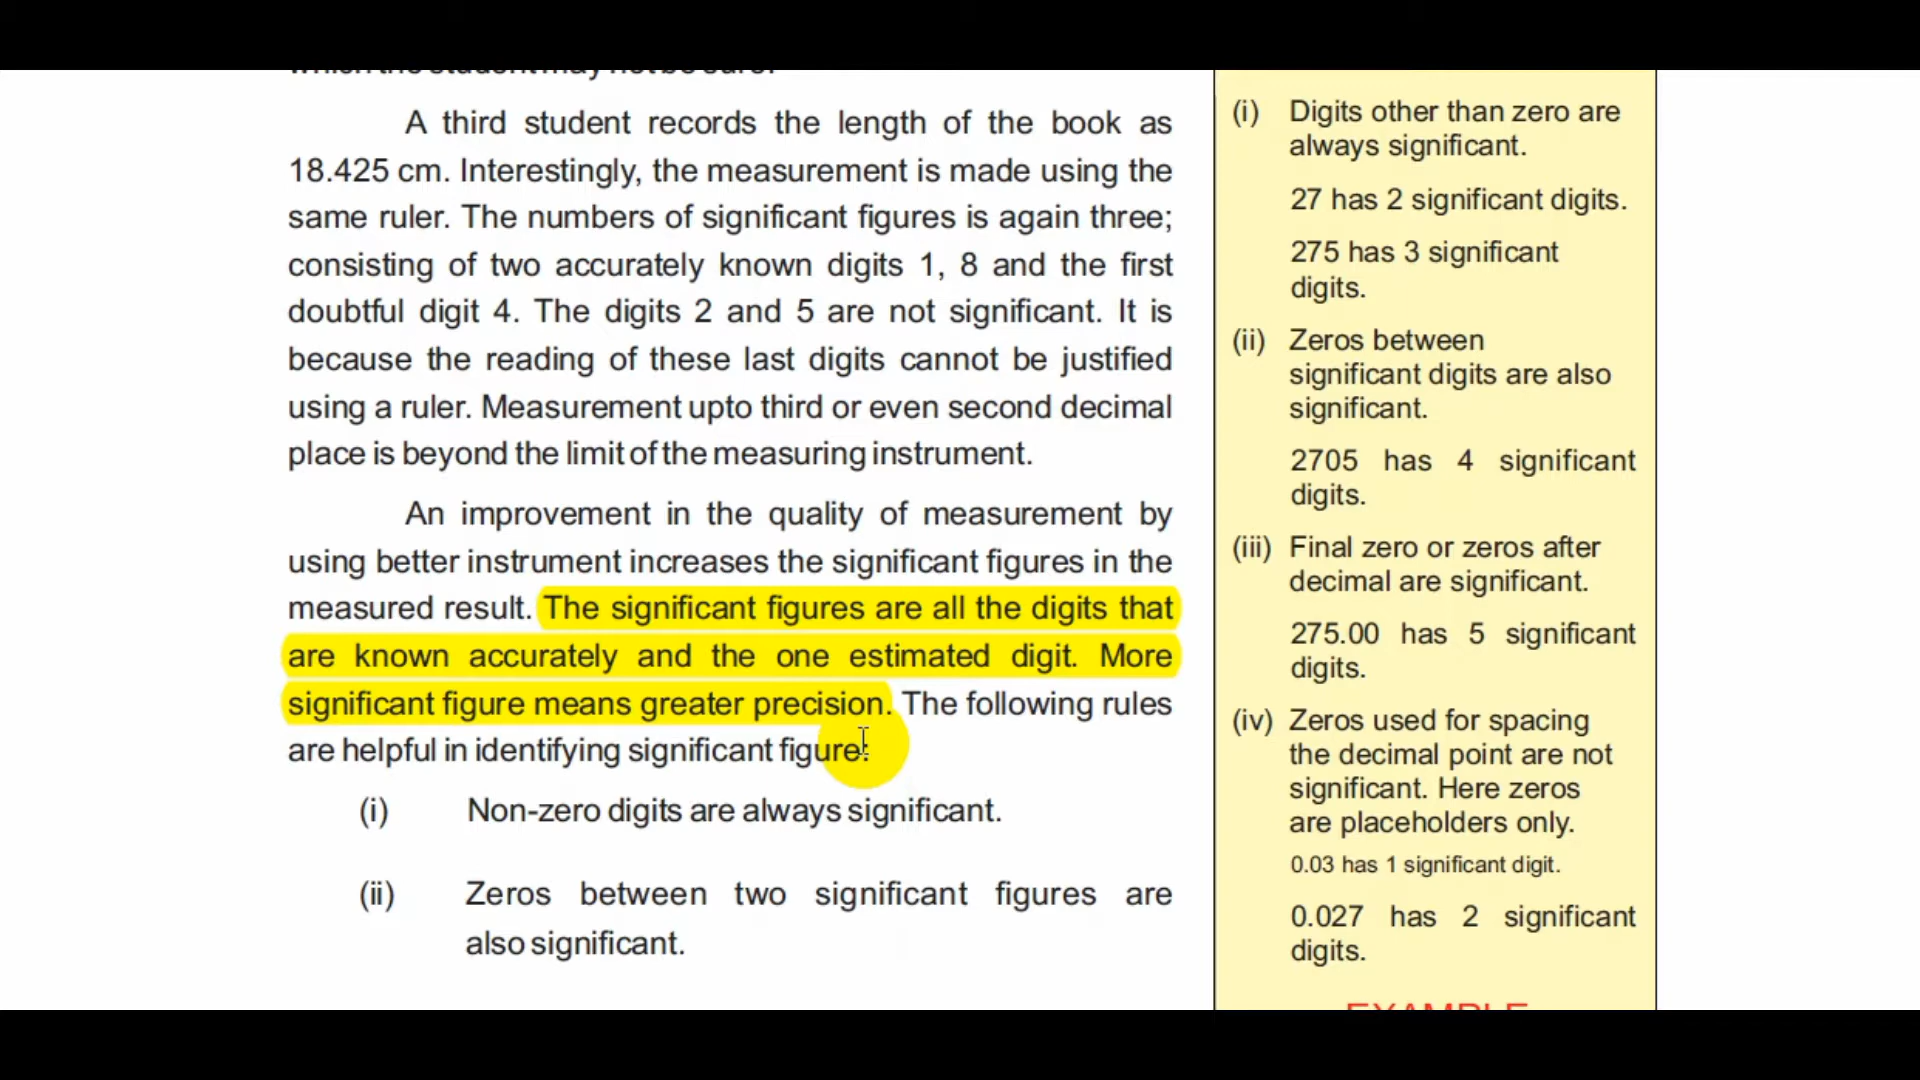 which the student may not be sure.
A third student records the length of the book as
18.425 cm. Interestingly, the measurement is made using the
same ruler. The numbers of significant figures is again three;
consisting of two accurately known digits 1, 8 and the first
doubtful digit 4. The digits 2 and 5 are not significant. It is
because the reading of these last digits cannot be justified
using a ruler. Measurement upto third or even second decimal
place is beyond the limit of the measuring instrument.
An improvement in the quality of measurement by
using better instrument increases the significant figures in the
measured result. The significant figures are all the digits that
are known accurately and the one estimated digit. More
significant figure means greater precision. The following rules
are helpful in identifying significant figure:
(i) Non-zero digits are always significant.
(ii) Zeros between two significant figures are
also significant.
(i) Digits other than zero are
always significant.
27 has 2 significant digits.
275 has 3 significant
digits.
(ii) Zeros between
significant digits are also
significant.
2705 has 4 significant
digits.
(iii) Final zero or zeros after
decimal are significant.
275.00 has 5 significant
digits.
(iv) Zeros used for spacing
the decimal point are not
significant. Here zeros
are placeholders only.
0.03 has 1 significant digit.
0.027 has 2 significant
digits.
EXAMPLE